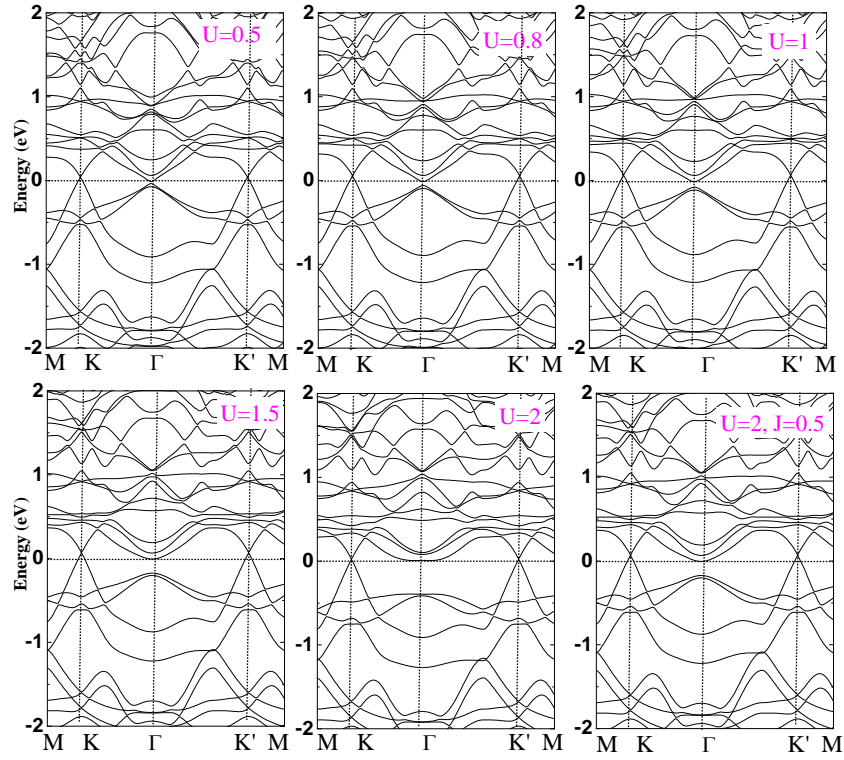 2
1
0
-1
-2
Energy (eV)
U=0.5
M K Γ K' M
2
1
0
-1
-2
U=0.8
M K Γ K' M
2
1
0
-1
-2
U=1
M K Γ K' M
2
1
0
-1
-2
Energy (eV)
U=1.5
M K Γ K' M
2
1
0
-1
-2
U=2
M K Γ K' M
2
1
0
-1
-2
U=2, J=0.5
M K Γ K' M